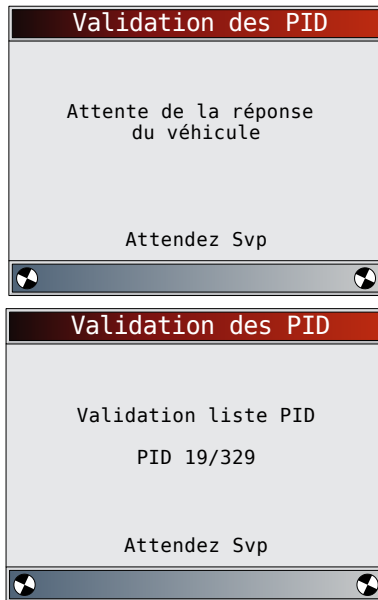 Validation des PID
Attente de la réponse
du véhicule
Attendez Svp
Validation des PID
Validation liste PID
PID 19/329
Attendez Svp